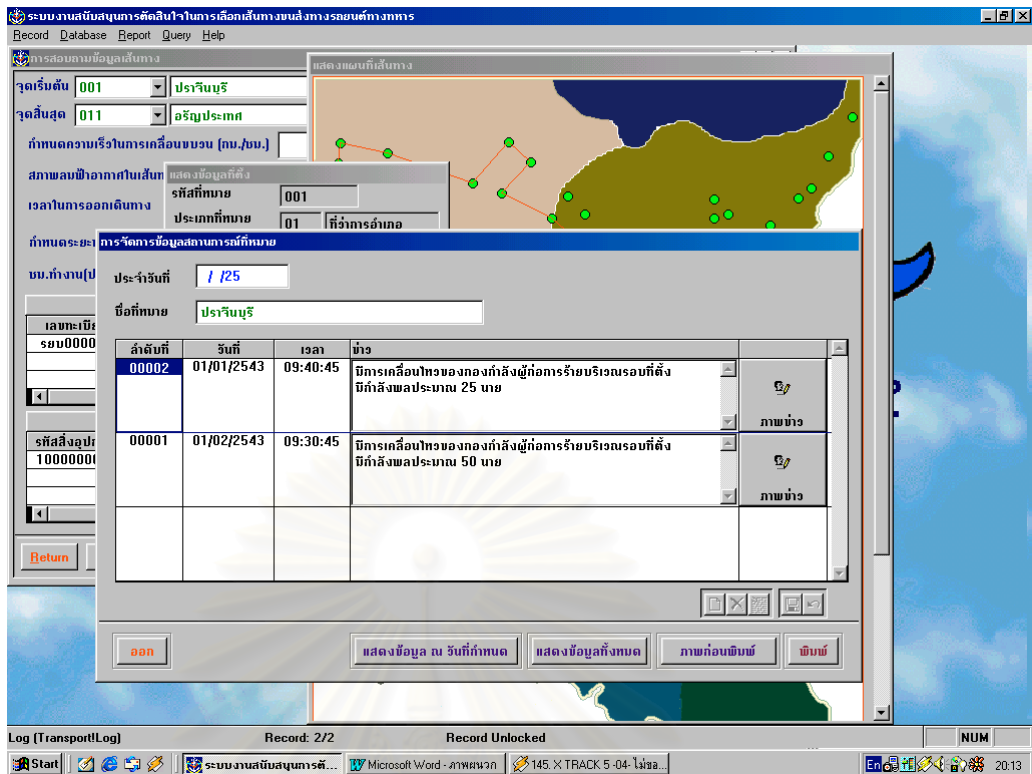 ระบบงานสนับสนุนการตัดสินใจในการเลือกเส้นทางขนส่งทางรถยนต์ทางทหาร
Record Database Report Query Help
การสอบถามข้อมูลเส้นทาง
แสดงแผนที่เส้นทาง
จุดเริ่มต้น 001 ปราจีนบุรี
จุดสิ้นสุด 011 อรัญประเทศ
กำหนดความเร็วในการเคลื่อนขบวน (กม./ชม.)
สภาพลมฟ้าอากาศในเส้นท
แสดงข้อมูลที่ตั้ง
รหัสที่หมาย 001
เวลาในการออกเดินทาง
ประเภทที่หมาย 01 ที่ว่าการอำเภอ
กำหนดระยะเ
การจัดการข้อมูลสถานการณ์ที่หมาย
ชม.ทำงาน(ป
ประจำวันที่ / /25
ชื่อที่หมาย ปราจีนบุรี
เลขทะเบีย
รยบ0000
ลำดับที่ วันที่ เวลา ข่าว
00002 01/01/2543 09:40:45 มีการเคลื่อนไหวของกองกำลังผู้ก่อการร้ายบริเวณรอบที่ตั้ง
มีกำลังพลประมาณ 25 นาย
ภาพข่าว
รหัสสิ่งอุปก
10000000
00001 01/02/2543 09:30:45 มีการเคลื่อนไหวของกองกำลังผู้ก่อการร้ายบริเวณรอบที่ตั้ง
มีกำลังพลประมาณ 50 นาย
ภาพข่าว
Return
ออก แสดงข้อมูล ณ วันที่กำหนด แสดงข้อมูลทั้งหมด ภาพก่อนพิมพ์ พิมพ์
Log (Transport!Log) Record: 2/2 Record Unlocked NUM
Start ระบบงานสนับสนุนการตั... Microsoft Word - ภาพผนวก 145. X TRACK 5 -04- ไม่ขอ... En 20:13